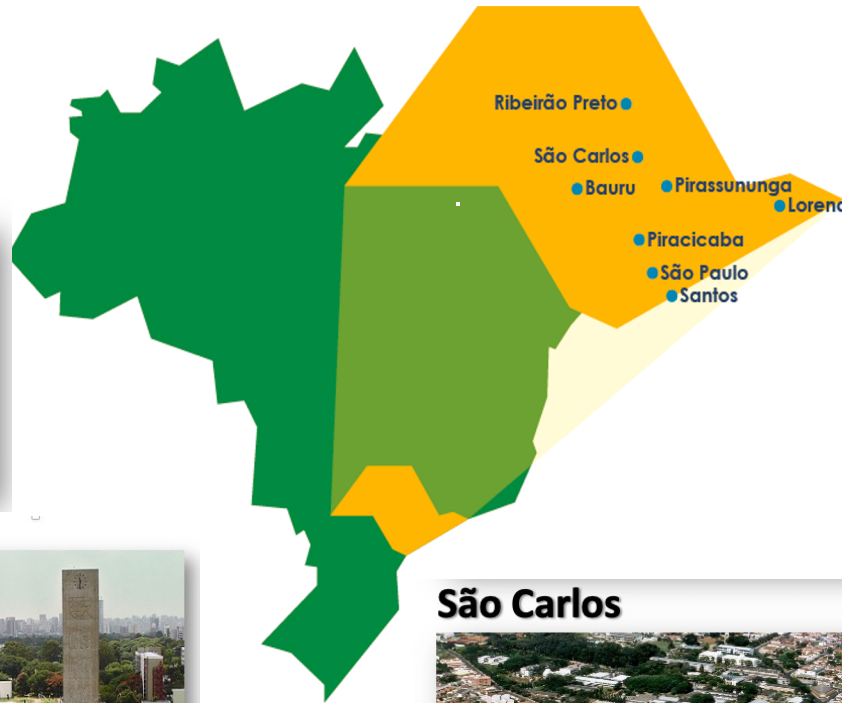 Ribeirão Preto
São Carlos
Bauru
Pirassununga
Piracicaba
São Paulo
Santos
São Carlos